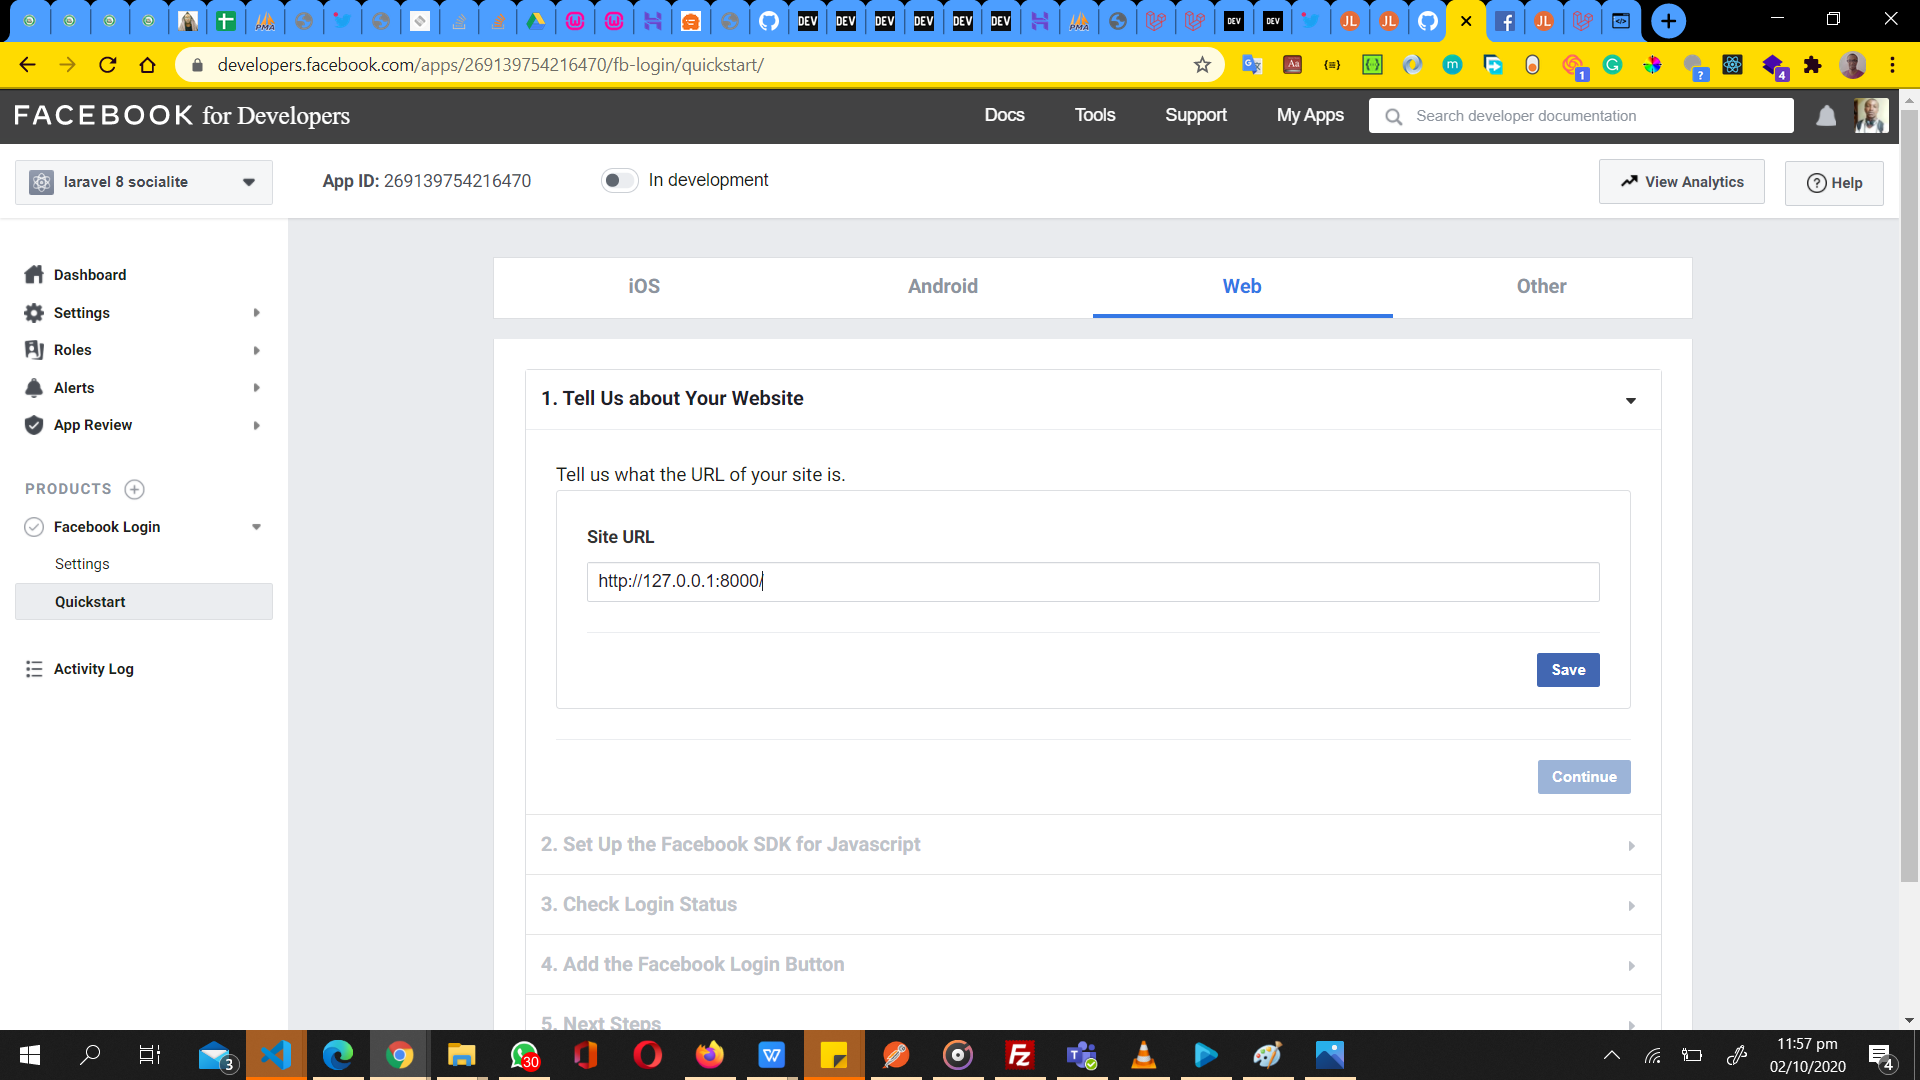 developers.facebook.com/apps/269139754216470/fb-login/quickstart/
FACEBOOK for Developers
Docs
Tools
Support
My Apps
Search developer documentation
laravel 8 socialite
App ID: 269139754216470
In development
View Analytics
Help
Dashboard
Settings
Roles
Alerts
App Review
PRODUCTS
Facebook Login
Settings
Quickstart
Activity Log
iOS
Android
Web
Other
1. Tell Us about Your Website
Tell us what the URL of your site is.
Site URL
http://127.0.0.1:8000/
Save
Continue
2. Set Up the Facebook SDK for Javascript
3. Check Login Status
4. Add the Facebook Login Button
5. Next Steps
3
30
11:57 pm
02/10/2020
4